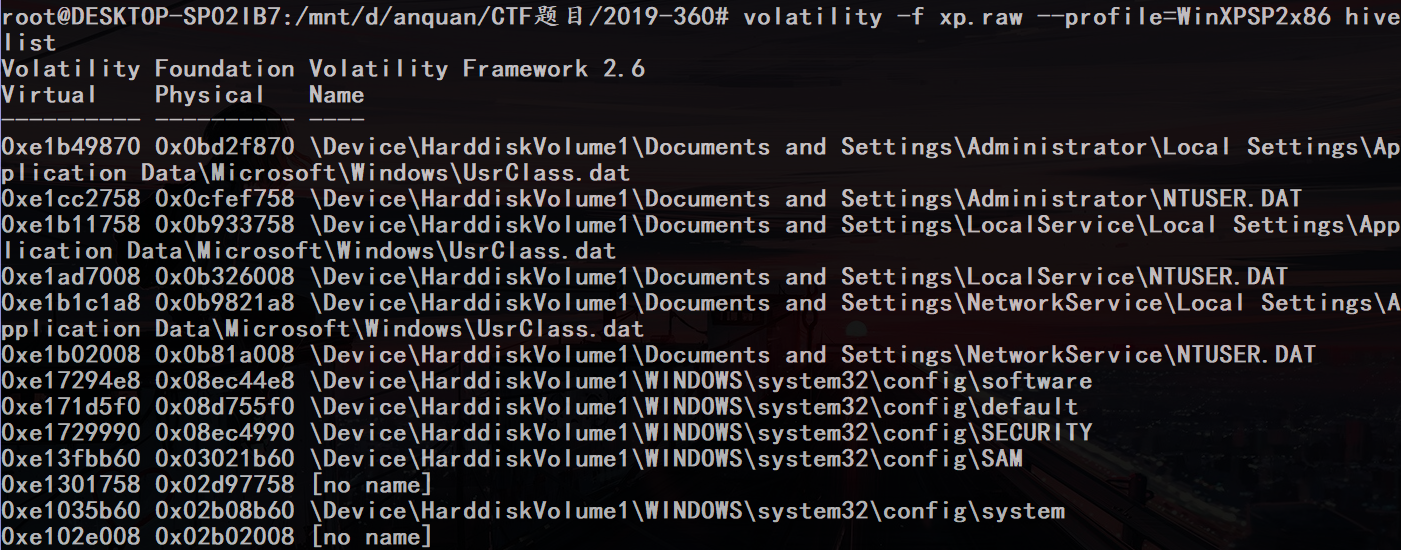 root@DESKTOP-SP02IB7:/mnt/d/anquan/CTF题目/2019-360# volatility -f xp.raw --profile=WinXPSP2x86 hive
list
Volatility Foundation Volatility Framework 2.6
Virtual    Physical   Name
---------- ---------- ----
0xe1b49870 0x0bd2f870 \Device\HarddiskVolume1\Documents and Settings\Administrator\Local Settings\Ap
plication Data\Microsoft\Windows\UsrClass.dat
0xe1cc2758 0x0cfef758 \Device\HarddiskVolume1\Documents and Settings\Administrator\NTUSER.DAT
0xe1b11758 0x0b933758 \Device\HarddiskVolume1\Documents and Settings\LocalService\Local Settings\App
lication Data\Microsoft\Windows\UsrClass.dat
0xe1ad7008 0x0b326008 \Device\HarddiskVolume1\Documents and Settings\LocalService\NTUSER.DAT
0xe1b1c1a8 0x0b9821a8 \Device\HarddiskVolume1\Documents and Settings\NetworkService\Local Settings\A
pplication Data\Microsoft\Windows\UsrClass.dat
0xe1b02008 0x0b81a008 \Device\HarddiskVolume1\Documents and Settings\NetworkService\NTUSER.DAT
0xe17294e8 0x08ec44e8 \Device\HarddiskVolume1\WINDOWS\system32\config\software
0xe171d5f0 0x08d755f0 \Device\HarddiskVolume1\WINDOWS\system32\config\default
0xe1729990 0x08ec4990 \Device\HarddiskVolume1\WINDOWS\system32\config\SECURITY
0xe13fbb60 0x03021b60 \Device\HarddiskVolume1\WINDOWS\system32\config\SAM
0xe1301758 0x02d97758 [no name]
0xe1035b60 0x02b08b60 \Device\HarddiskVolume1\WINDOWS\system32\config\system
0xe102e008 0x02b02008 [no name]